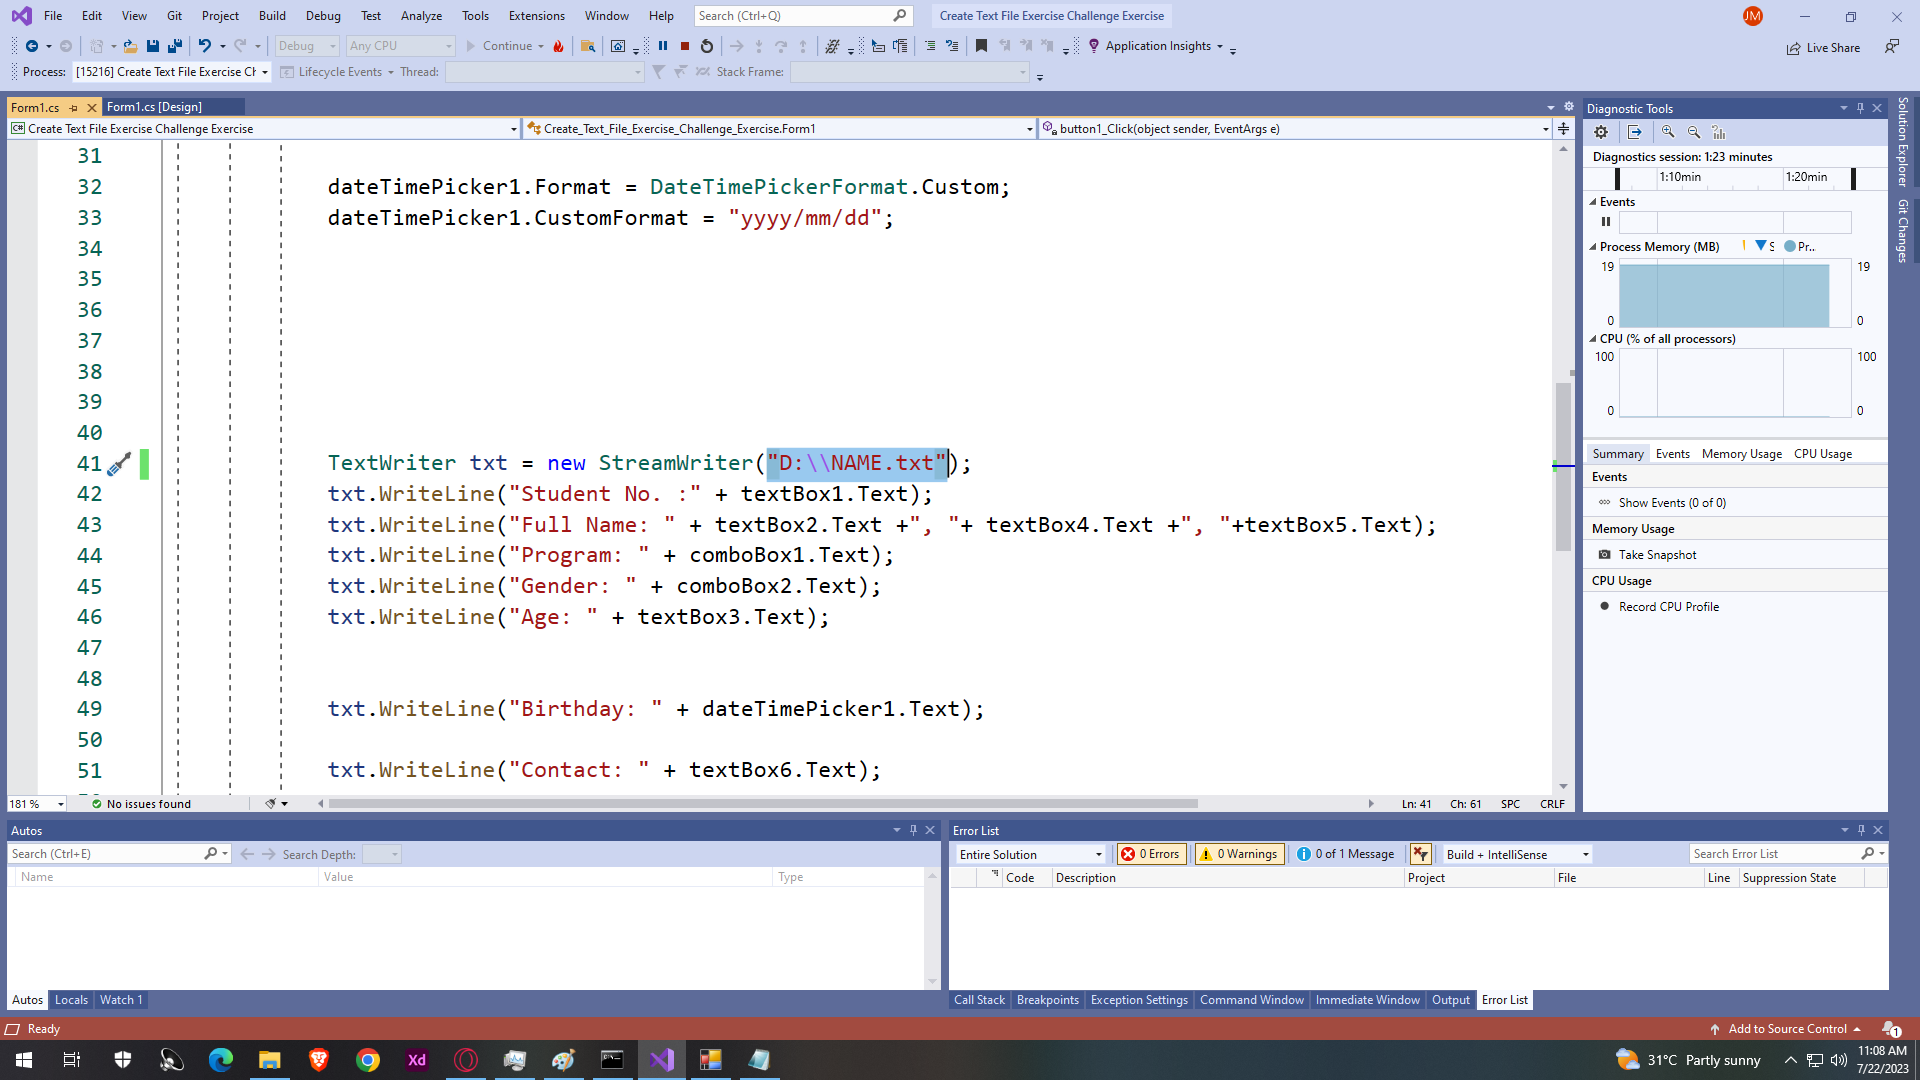 File Edit View Git Project Build Debug Test Analyze Tools Extensions Window Help Search (Ctrl+Q) Create Text File Exercise Challenge Exercise JM
Debug Any CPU Continue Application Insights Live Share
Process: [15216] Create Text File Exercise Ch Lifecycle Events Thread: Stack Frame:
Form1.cs Form1.cs [Design]
C# Create Text File Exercise Challenge Exercise Create_Text_File_Exercise_Challenge_Exercise.Form1 button1_Click(object sender, EventArgs e)
31
32 dateTimePicker1.Format = DateTimePickerFormat.Custom;
33 dateTimePicker1.CustomFormat = "yyyy/mm/dd";
34
35
36
37
38
39
40
41 TextWriter txt = new StreamWriter("D:\\NAME.txt");
42 txt.WriteLine("Student No. :" + textBox1.Text);
43 txt.WriteLine("Full Name: " + textBox2.Text +", "+ textBox4.Text +", "+textBox5.Text);
44 txt.WriteLine("Program: " + comboBox1.Text);
45 txt.WriteLine("Gender: " + comboBox2.Text);
46 txt.WriteLine("Age: " + textBox3.Text);
47
48
49 txt.WriteLine("Birthday: " + dateTimePicker1.Text);
50
51 txt.WriteLine("Contact: " + textBox6.Text);
181 % No issues found Ln: 41 Ch: 61 SPC CRLF
Diagnostic Tools
Diagnostics session: 1:23 minutes
1:10min 1:20min
Events
Process Memory (MB) S Pr...
19 19
0 0
CPU (% of all processors)
100 100
0 0
Summary Events Memory Usage CPU Usage
Events
Show Events (0 of 0)
Memory Usage
Take Snapshot
CPU Usage
Record CPU Profile
Solution Explorer
Git Changes
Autos
Search (Ctrl+E) Search Depth:
Name Value Type
Autos Locals Watch 1
Error List
Entire Solution 0 Errors 0 Warnings 0 of 1 Message Build + IntelliSense Search Error List
Code Description Project File Line Suppression State
Call Stack Breakpoints Exception Settings Command Window Immediate Window Output Error List
Ready Add to Source Control 1
Xd 31°C Partly sunny 11:08 AM
7/22/2023